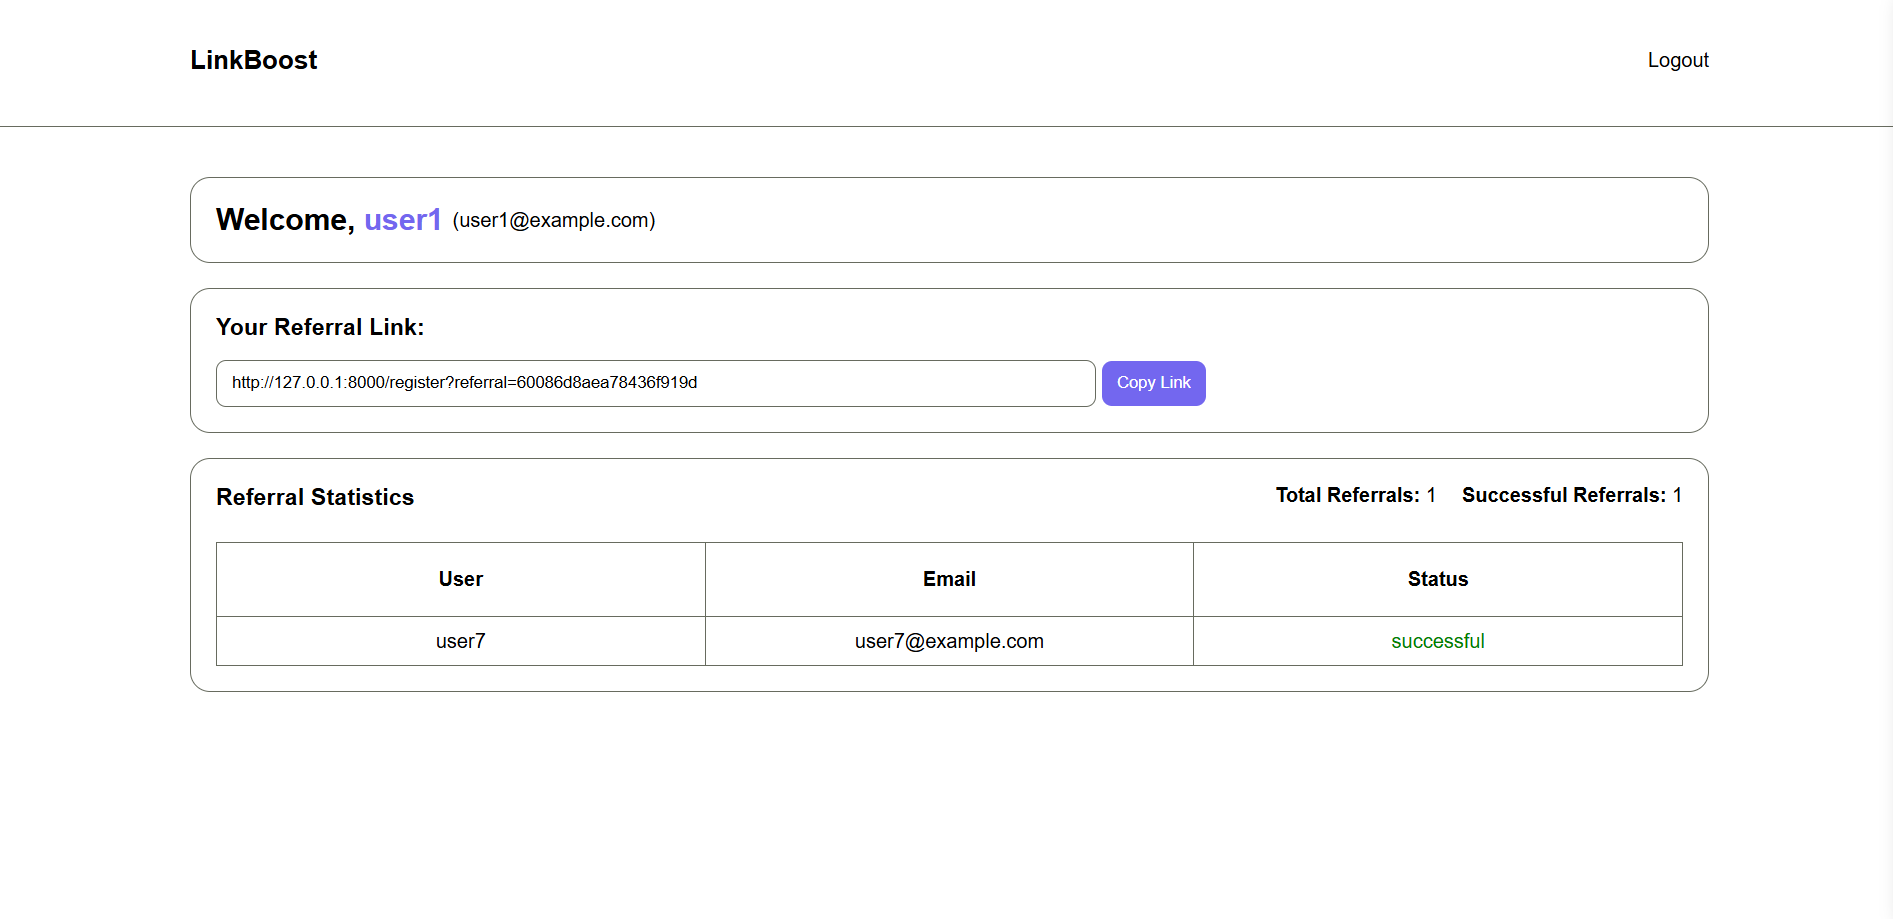 LinkBoost
Logout
Welcome, user1 (user1@example.com)
Your Referral Link:
http://127.0.0.1:8000/register?referral=60086d8aea78436f919d
Copy Link
Referral Statistics
Total Referrals: 1
Successful Referrals: 1
User Email Status
user7 user7@example.com successful